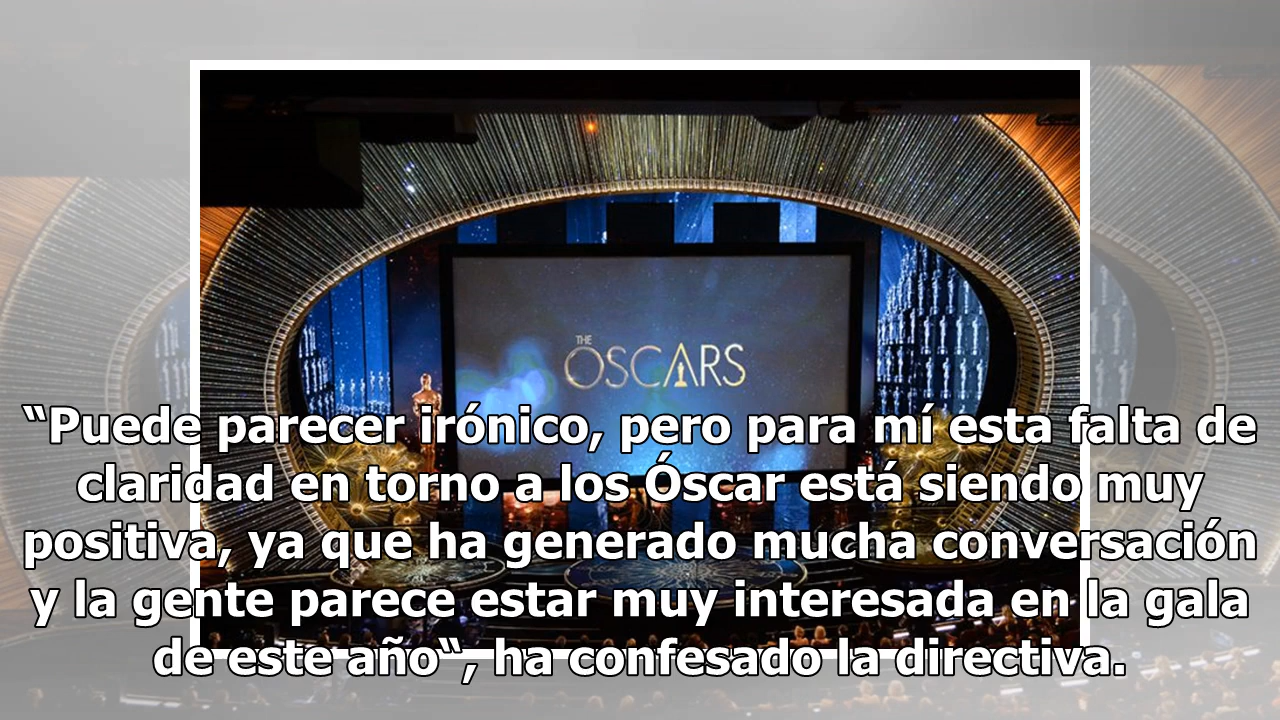 THE
OSCARS
“Puede parecer irónico, pero para mí esta falta de
claridad en torno a los Óscar está siendo muy
positiva, ya que ha generado mucha conversación
y la gente parece estar muy interesada en la gala
de este año“, ha confesado la directiva.